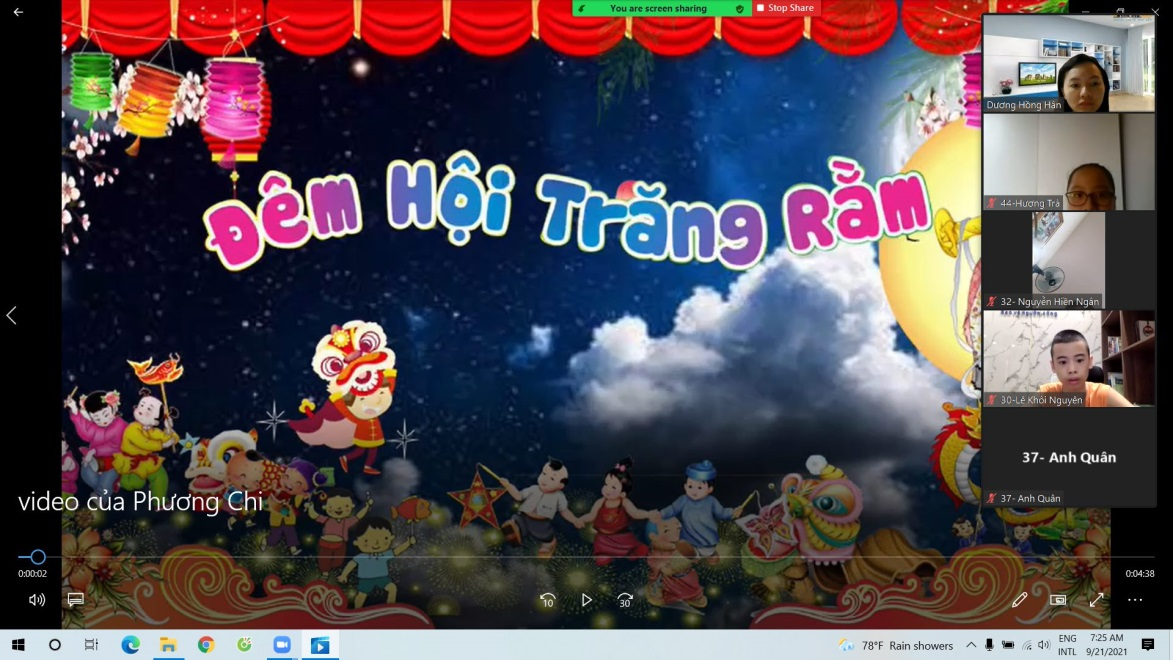 You are screen sharing
Stop Share
Đêm Hội Trăng Rằm
Dương Hồng Hân
44-Hương Trà
32- Nguyễn Hiền Ngân
30-Lê Khôi Nguyên
37- Anh Quân
37- Anh Quân
video của Phương Chi
0:00:02
0:04:38
10
30
78°F Rain showers
ENG
INTL
7:25 AM
9/21/2021